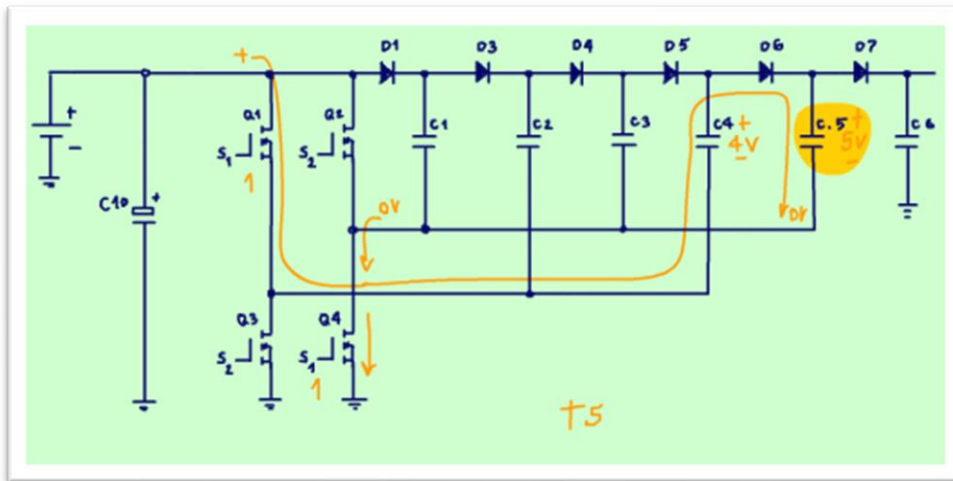 D1 D3 D4 D5 D6 D7
+
Q1 Q2
+
-
S1 S2
1
C1 C2 C3 C4 + 4V - C.5 + 5V - C6
C10 +
0V
0V
Q3 Q4
S2 S1
1
T5